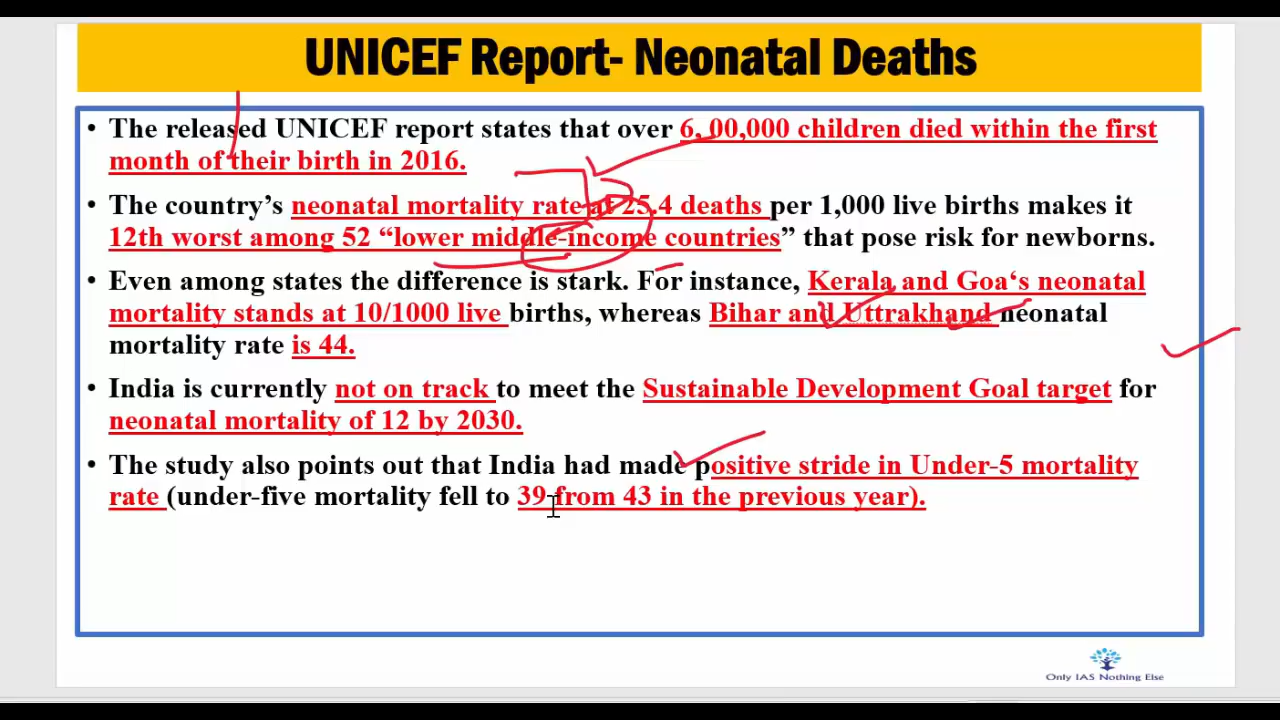 UNICEF Report- Neonatal Deaths
• The released UNICEF report states that over 6, 00,000 children died within the first
month of their birth in 2016.
• The country’s neonatal mortality rate at 25.4 deaths per 1,000 live births makes it
12th worst among 52 “lower middle-income countries” that pose risk for newborns.
• Even among states the difference is stark. For instance, Kerala and Goa‘s neonatal
mortality stands at 10/1000 live births, whereas Bihar and Uttrakhand neonatal
mortality rate is 44.
• India is currently not on track to meet the Sustainable Development Goal target for
neonatal mortality of 12 by 2030.
• The study also points out that India had made positive stride in Under-5 mortality
rate (under-five mortality fell to 39 from 43 in the previous year).
Only IAS Nothing Else